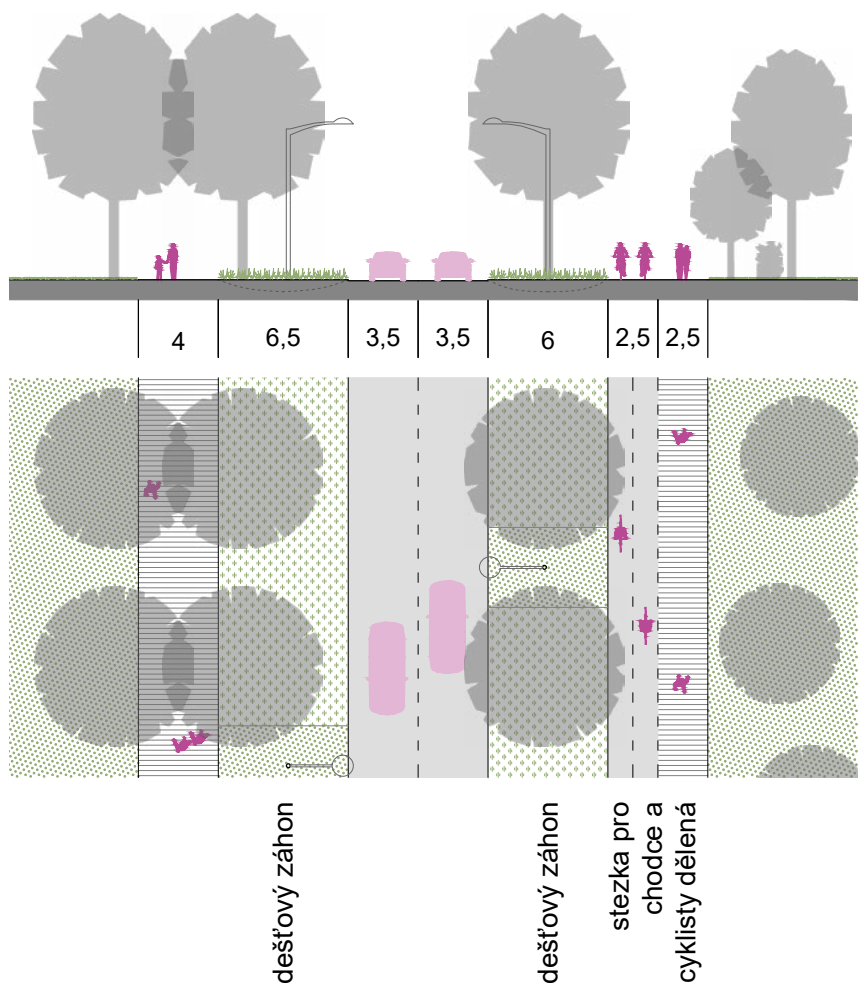 4 6,5 3,5 3,5 6 2,5 2,5
dešťový záhon
dešťový záhon
stezka pro
chodce a
cyklisty dělená